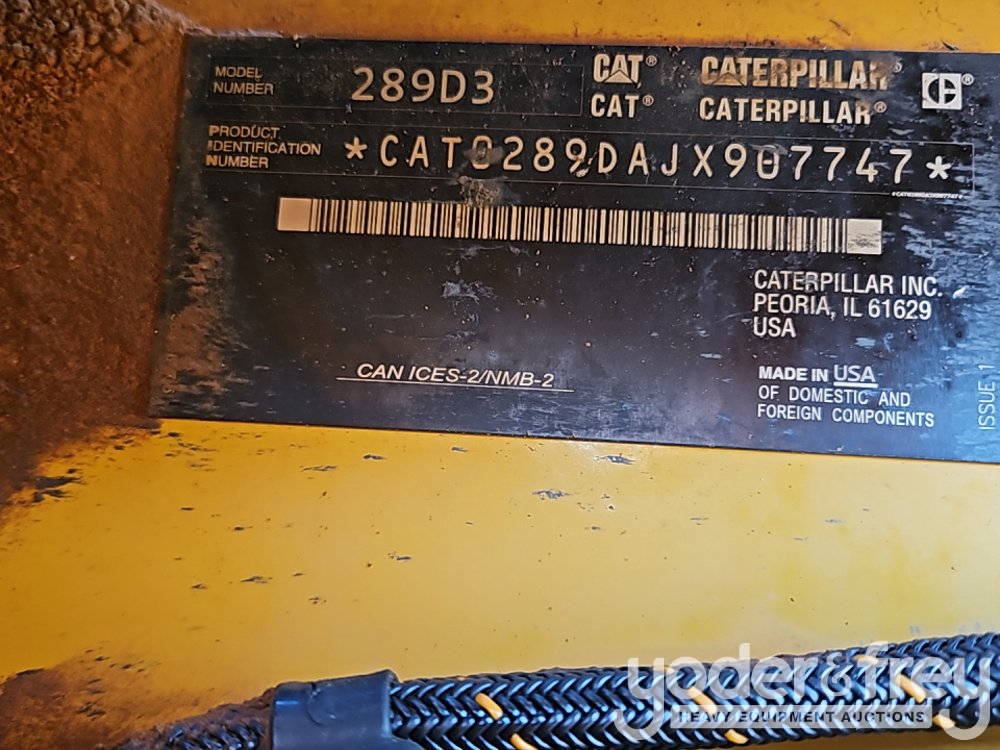 MODEL
NUMBER
289D3
CAT® CATERPILLAR®
CAT® CATERPILLAR®
PRODUCT
IDENTIFICATION
NUMBER
*CAT0289DAJX907747*
*CAT0289DAJX907747*
CATERPILLAR INC.
PEORIA, IL 61629
USA
CAN ICES-2/NMB-2
MADE IN USA
OF DOMESTIC AND
FOREIGN COMPONENTS
ISSUE 1
yoder&frey
HEAVY EQUIPMENT AUCTIONS